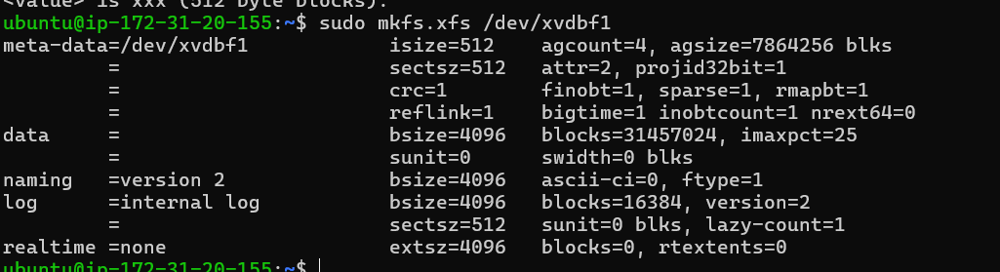 <value> is xxx (512 byte blocks).
ubuntu@ip-172-31-20-155:~$ sudo mkfs.xfs /dev/xvdbf1
meta-data=/dev/xvdbf1             isize=512    agcount=4, agsize=7864256 blks
         =                        sectsz=512   attr=2, projid32bit=1
         =                        crc=1        finobt=1, sparse=1, rmapbt=1
         =                        reflink=1    bigtime=1 inobtcount=1 nrext64=0
data     =                        bsize=4096   blocks=31457024, imaxpct=25
         =                        sunit=0      swidth=0 blks
naming   =version 2               bsize=4096   ascii-ci=0, ftype=1
log      =internal log            bsize=4096   blocks=16384, version=2
         =                        sectsz=512   sunit=0 blks, lazy-count=1
realtime =none                    extsz=4096   blocks=0, rtextents=0
ubuntu@ip-172-31-20-155:~$